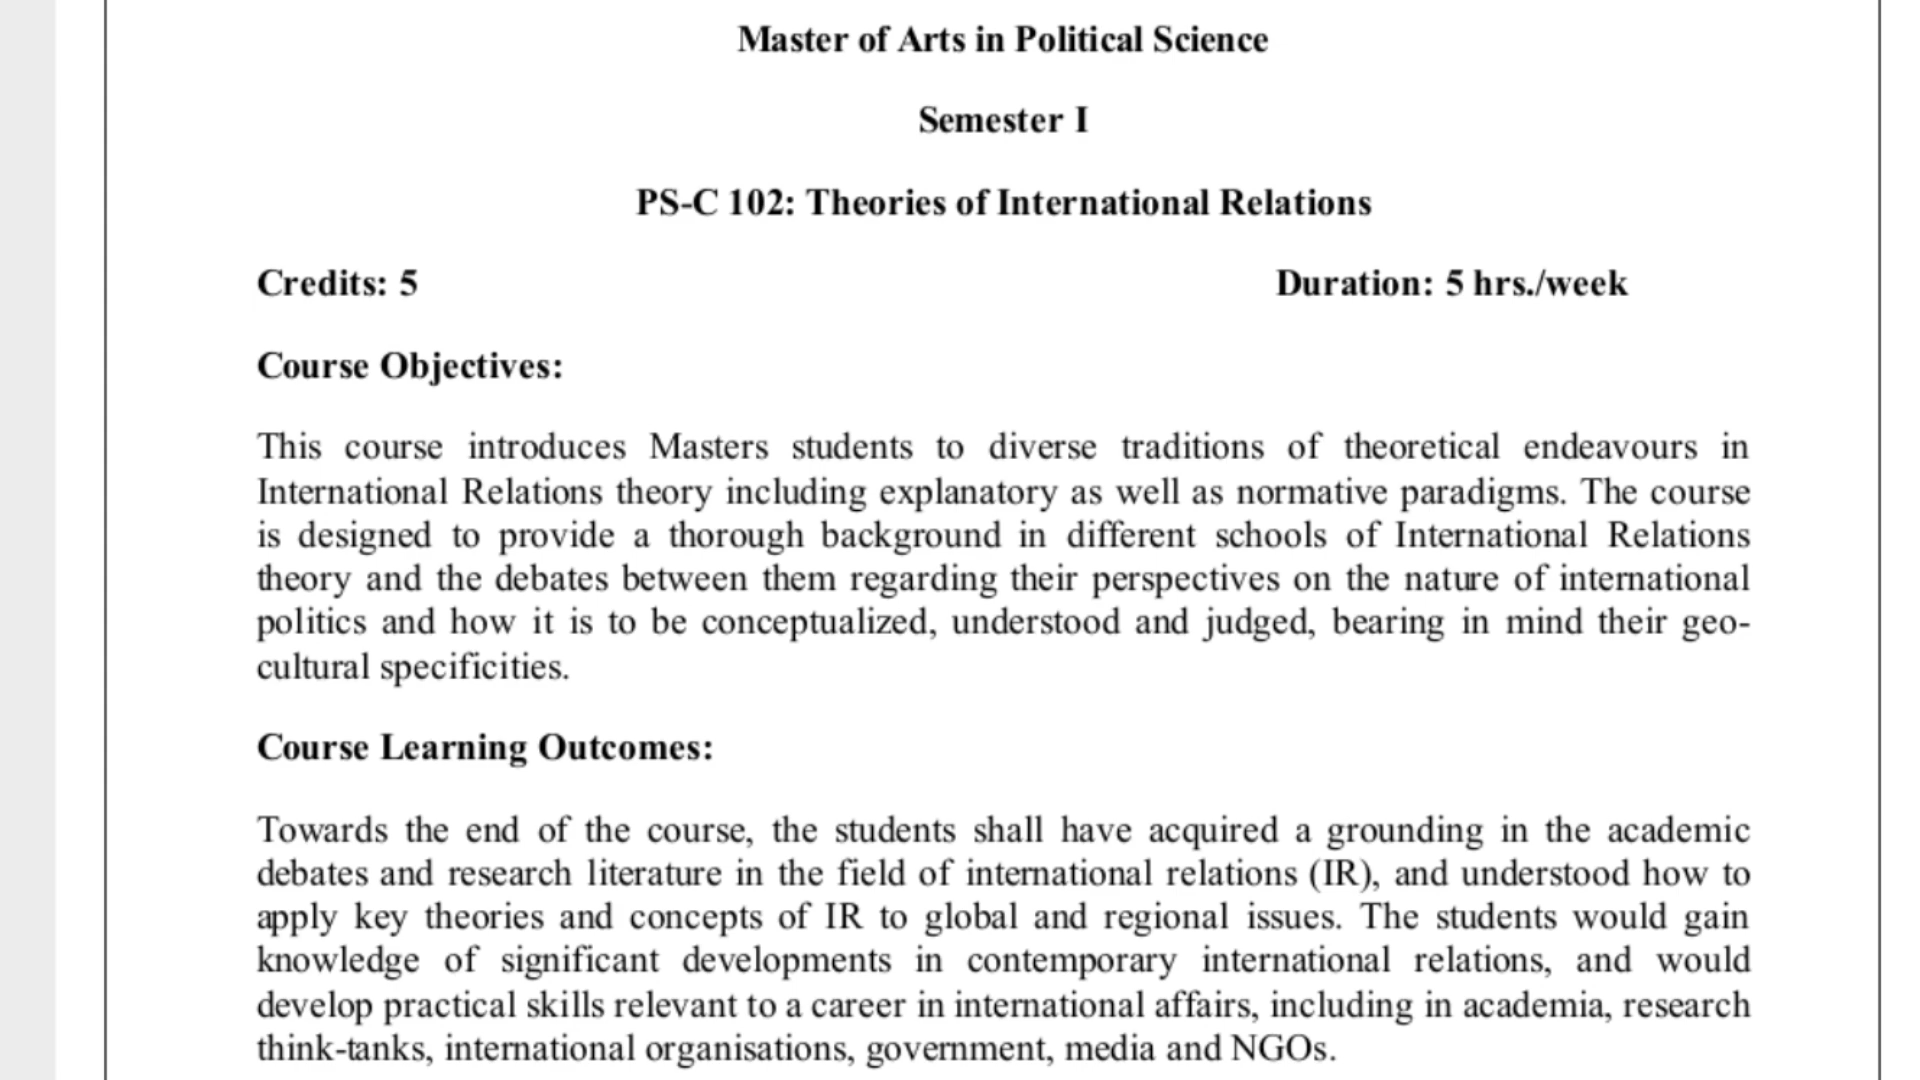 Master of Arts in Political Science
Semester I
PS-C 102: Theories of International Relations
Credits: 5 Duration: 5 hrs./week
Course Objectives:
This course introduces Masters students to diverse traditions of theoretical endeavours in
International Relations theory including explanatory as well as normative paradigms. The course
is designed to provide a thorough background in different schools of International Relations
theory and the debates between them regarding their perspectives on the nature of international
politics and how it is to be conceptualized, understood and judged, bearing in mind their geo-
cultural specificities.
Course Learning Outcomes:
Towards the end of the course, the students shall have acquired a grounding in the academic
debates and research literature in the field of international relations (IR), and understood how to
apply key theories and concepts of IR to global and regional issues. The students would gain
knowledge of significant developments in contemporary international relations, and would
develop practical skills relevant to a career in international affairs, including in academia, research
think-tanks, international organisations, government, media and NGOs.